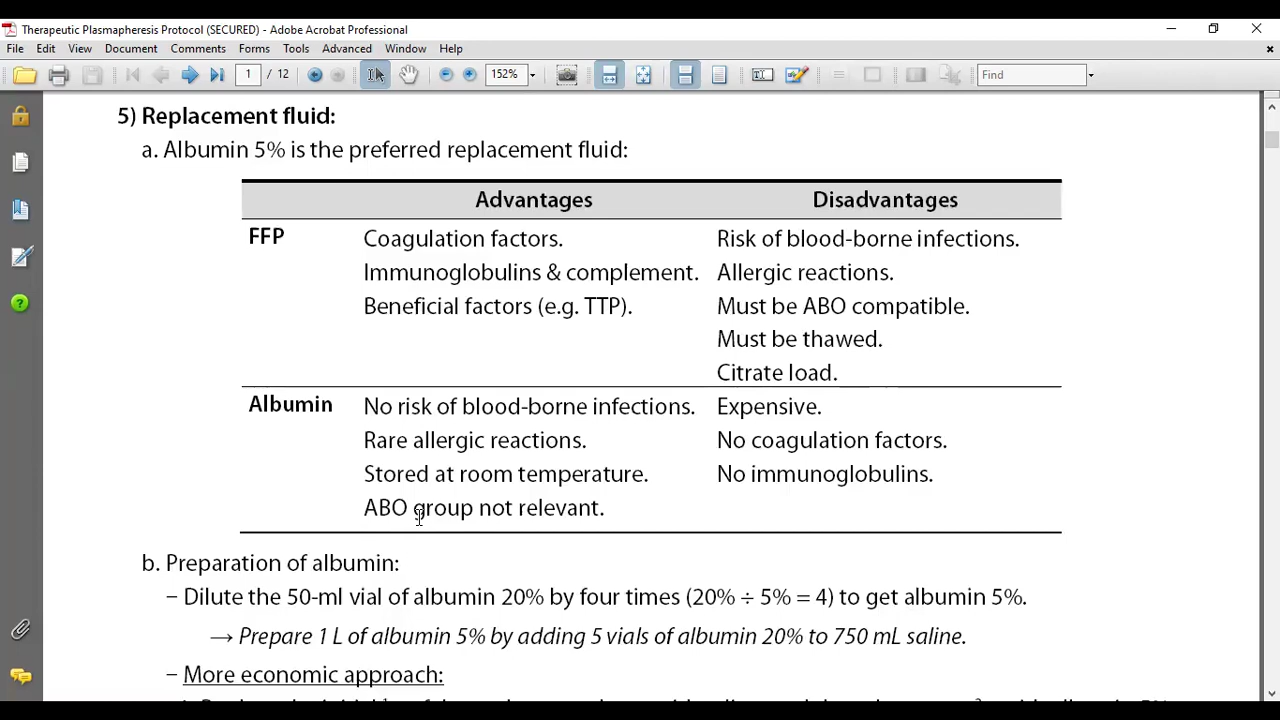 Therapeutic Plasmapheresis Protocol (SECURED) - Adobe Acrobat Professional
File Edit View Document Comments Forms Tools Advanced Window Help
1 / 12 152% Find
5) Replacement fluid:
a. Albumin 5% is the preferred replacement fluid:
Advantages Disadvantages
FFP Coagulation factors. Risk of blood-borne infections.
Immunoglobulins & complement. Allergic reactions.
Beneficial factors (e.g. TTP). Must be ABO compatible.
Must be thawed.
Citrate load.
Albumin No risk of blood-borne infections. Expensive.
Rare allergic reactions. No coagulation factors.
Stored at room temperature. No immunoglobulins.
ABO group not relevant.
b. Preparation of albumin:
– Dilute the 50-ml vial of albumin 20% by four times (20% ÷ 5% = 4) to get albumin 5%.
→ Prepare 1 L of albumin 5% by adding 5 vials of albumin 20% to 750 mL saline.
– More economic approach: